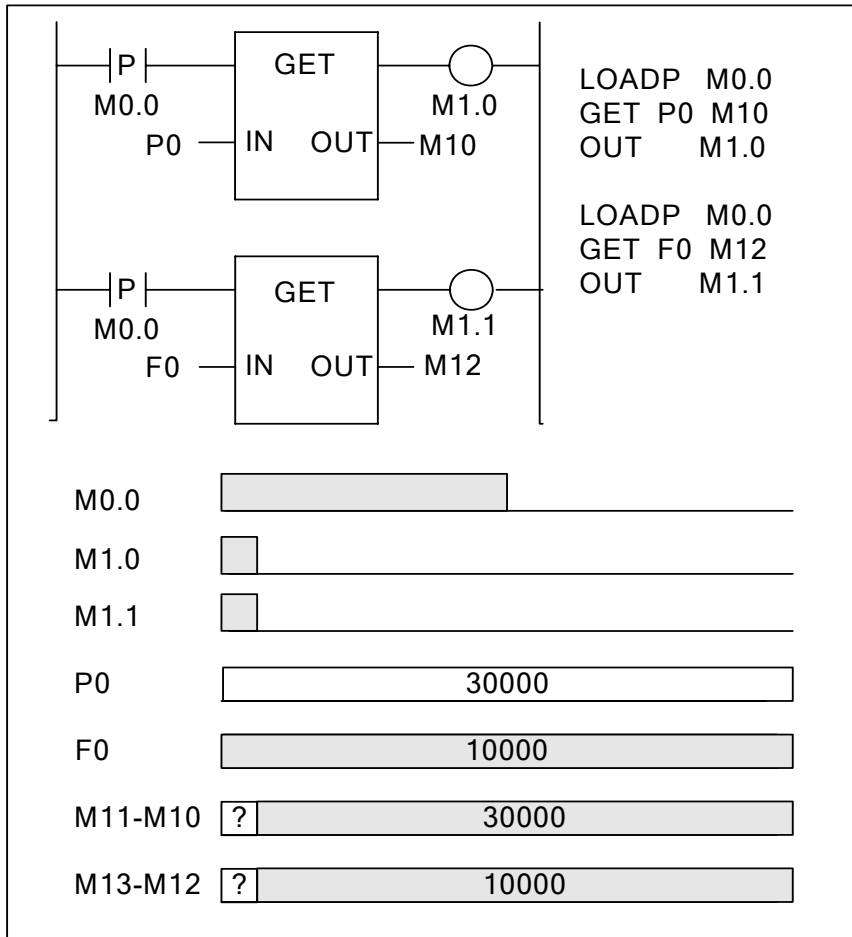 P GET
M0.0 M1.0
P0 IN OUT M10
P GET
M0.0 M1.1
F0 IN OUT M12
LOADP M0.0
GET P0 M10
OUT M1.0
LOADP M0.0
GET F0 M12
OUT M1.1
M0.0
M1.0
M1.1
P0 30000
F0 10000
M11-M10 ? 30000
M13-M12 ? 10000